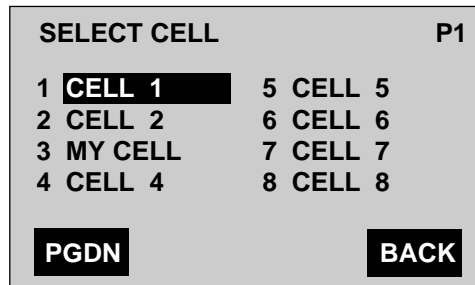 SELECT CELL P1
1 CELL 1 5 CELL 5
2 CELL 2 6 CELL 6
3 MY CELL 7 CELL 7
4 CELL 4 8 CELL 8
PGDN BACK